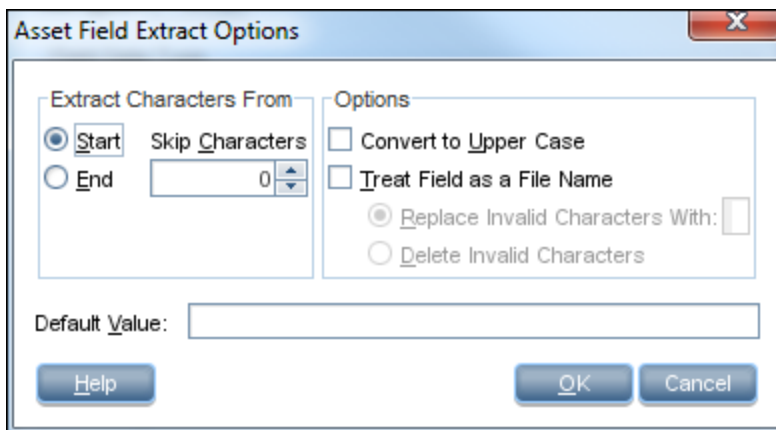 Asset Field Extract Options
Extract Characters From
Start Skip Characters
End 0
Options
Convert to Upper Case
Treat Field as a File Name
Replace Invalid Characters With:
Delete Invalid Characters
Default Value:
Help OK Cancel